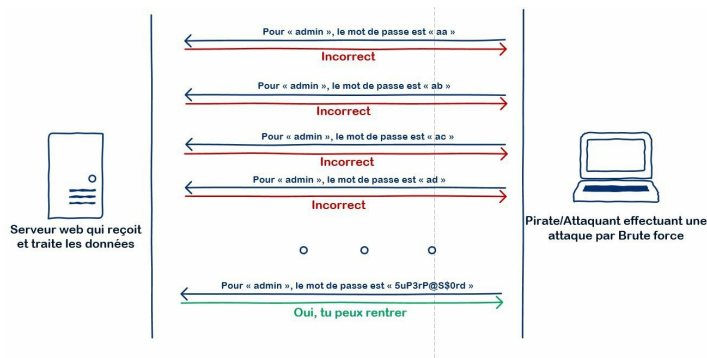 Pour « admin », le mot de passe est « aa »
Incorrect
Pour « admin », le mot de passe est « ab »
Incorrect
Pour « admin », le mot de passe est « ac »
Incorrect
Pour « admin », le mot de passe est « ad »
Incorrect
Serveur web qui reçoit
et traite les données
Pirate/Attaquant effectuant une
attaque par Brute force
Pour « admin », le mot de passe est « 5uP3rP@S$0rd »
Oui, tu peux rentrer